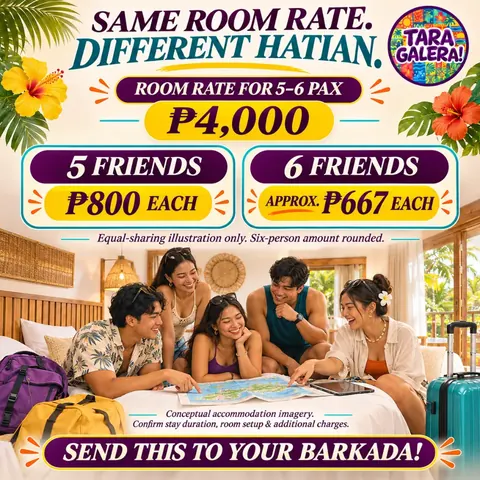 SAME ROOM RATE.
DIFFERENT HATIAN.
TARA
GALERA!
ROOM RATE FOR 5–6 PAX
₱4,000
5 FRIENDS
₱800 EACH
6 FRIENDS
APPROX. ₱667 EACH
Equal-sharing illustration only. Six-person amount rounded.
Conceptual accommodation imagery.
Confirm stay duration, room setup & additional charges.
SEND THIS TO YOUR BARKADA!